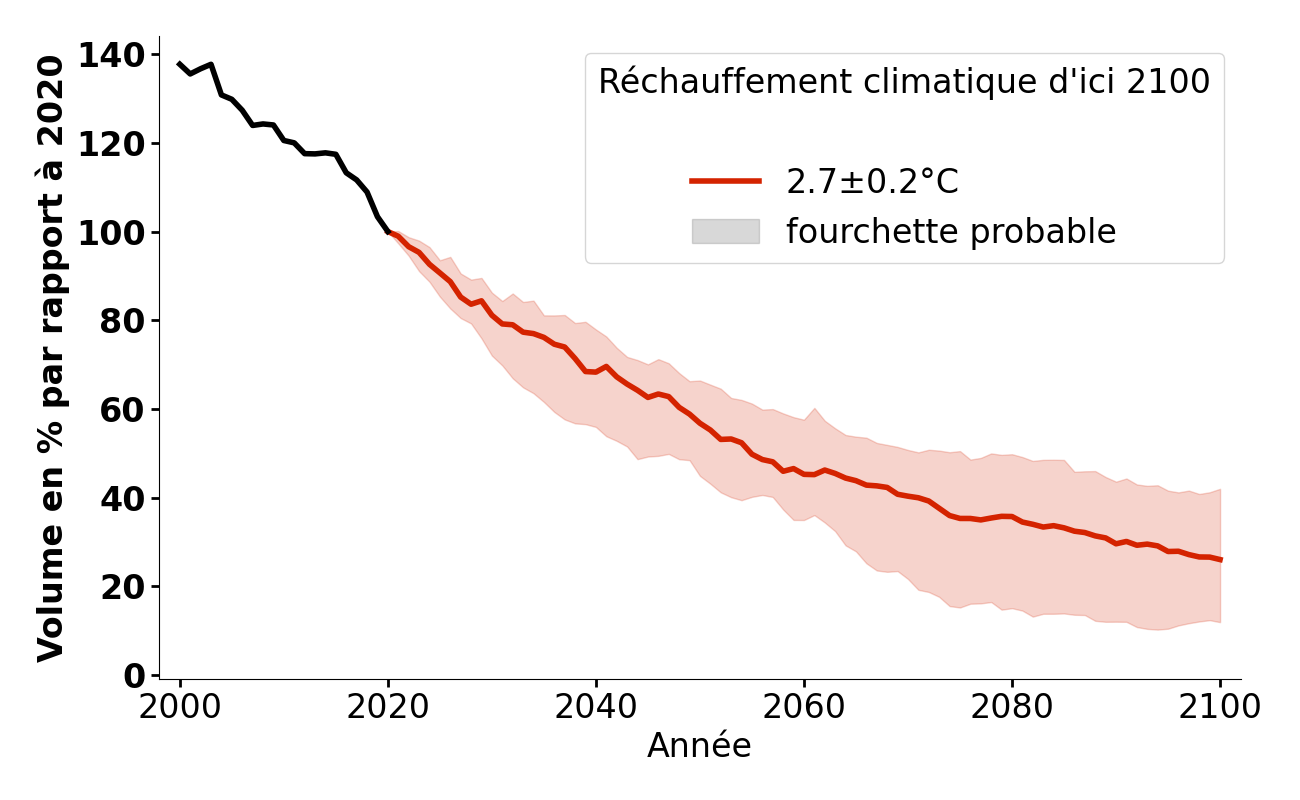 Volume en % par rapport à 2020
140
120
100
80
60
40
20
0
Réchauffement climatique d'ici 2100
2.7±0.2°C
fourchette probable
2000 2020 2040 2060 2080 2100
Année